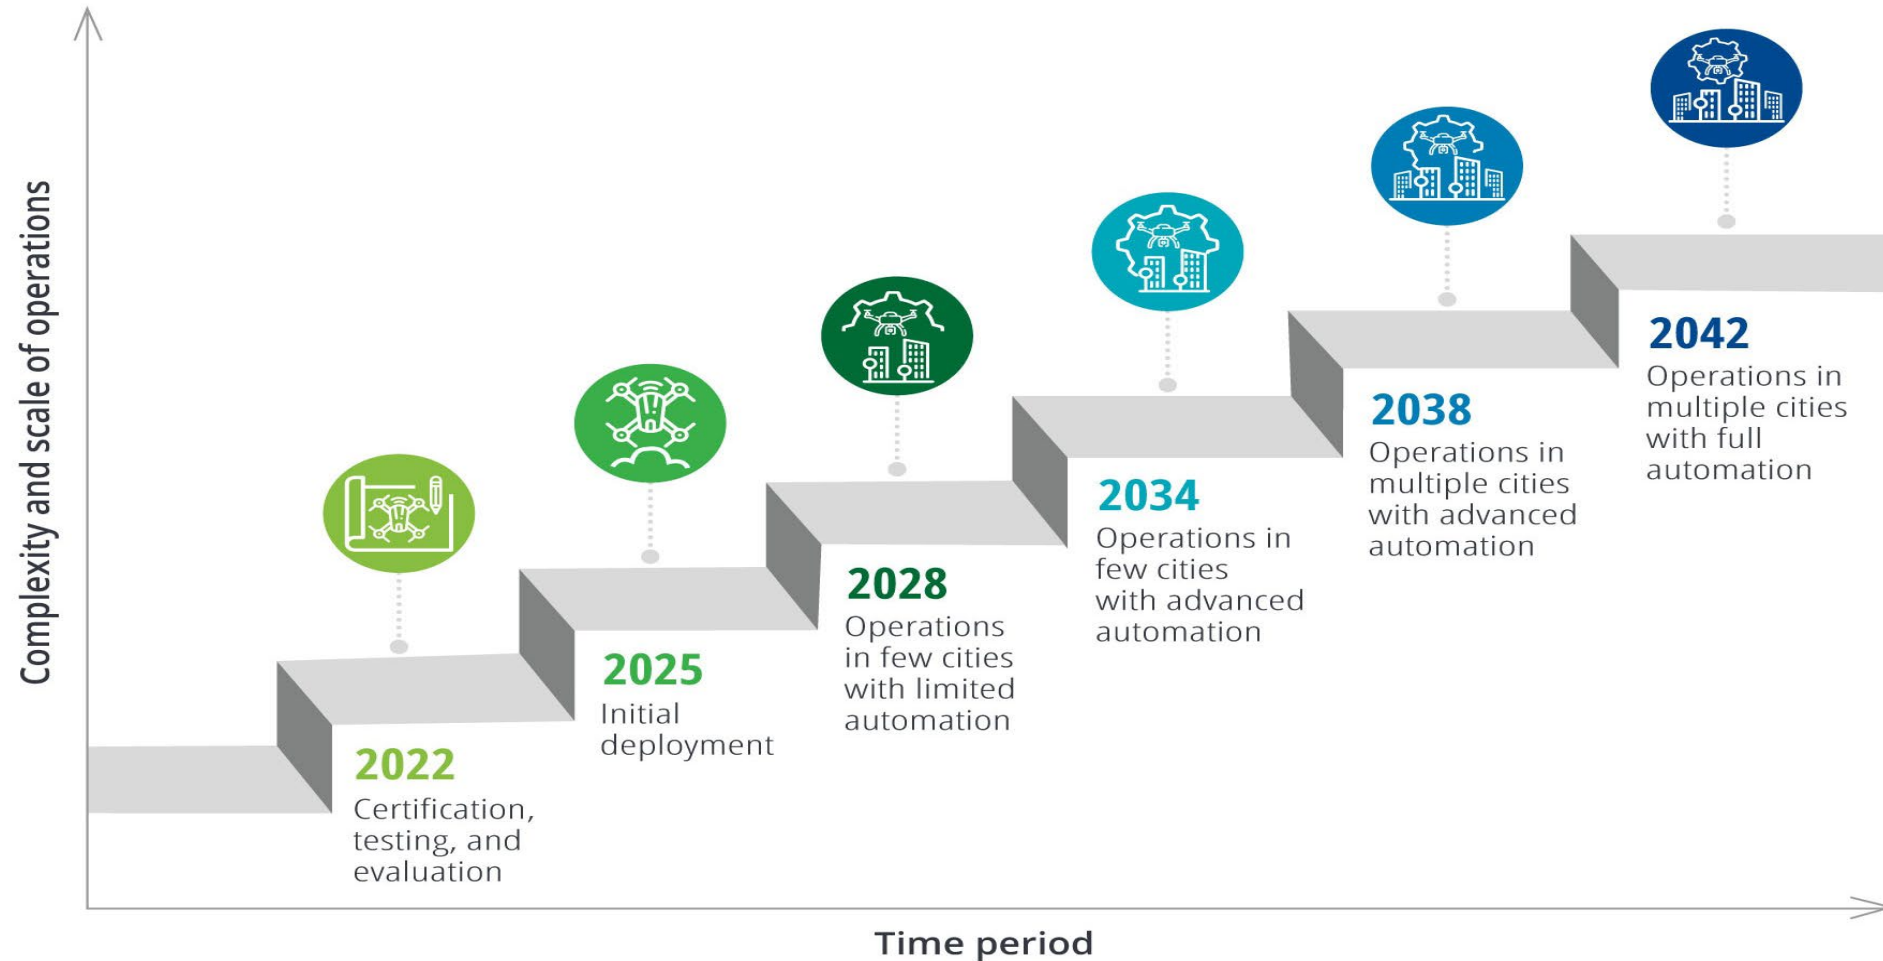 Complexity and scale of operations
2022
Certification,
testing, and
evaluation
2025
Initial
deployment
2028
Operations
in few cities
with limited
automation
2034
Operations in
few cities
with advanced
automation
2038
Operations in
multiple cities
with advanced
automation
2042
Operations in
multiple cities
with full
automation
Time period